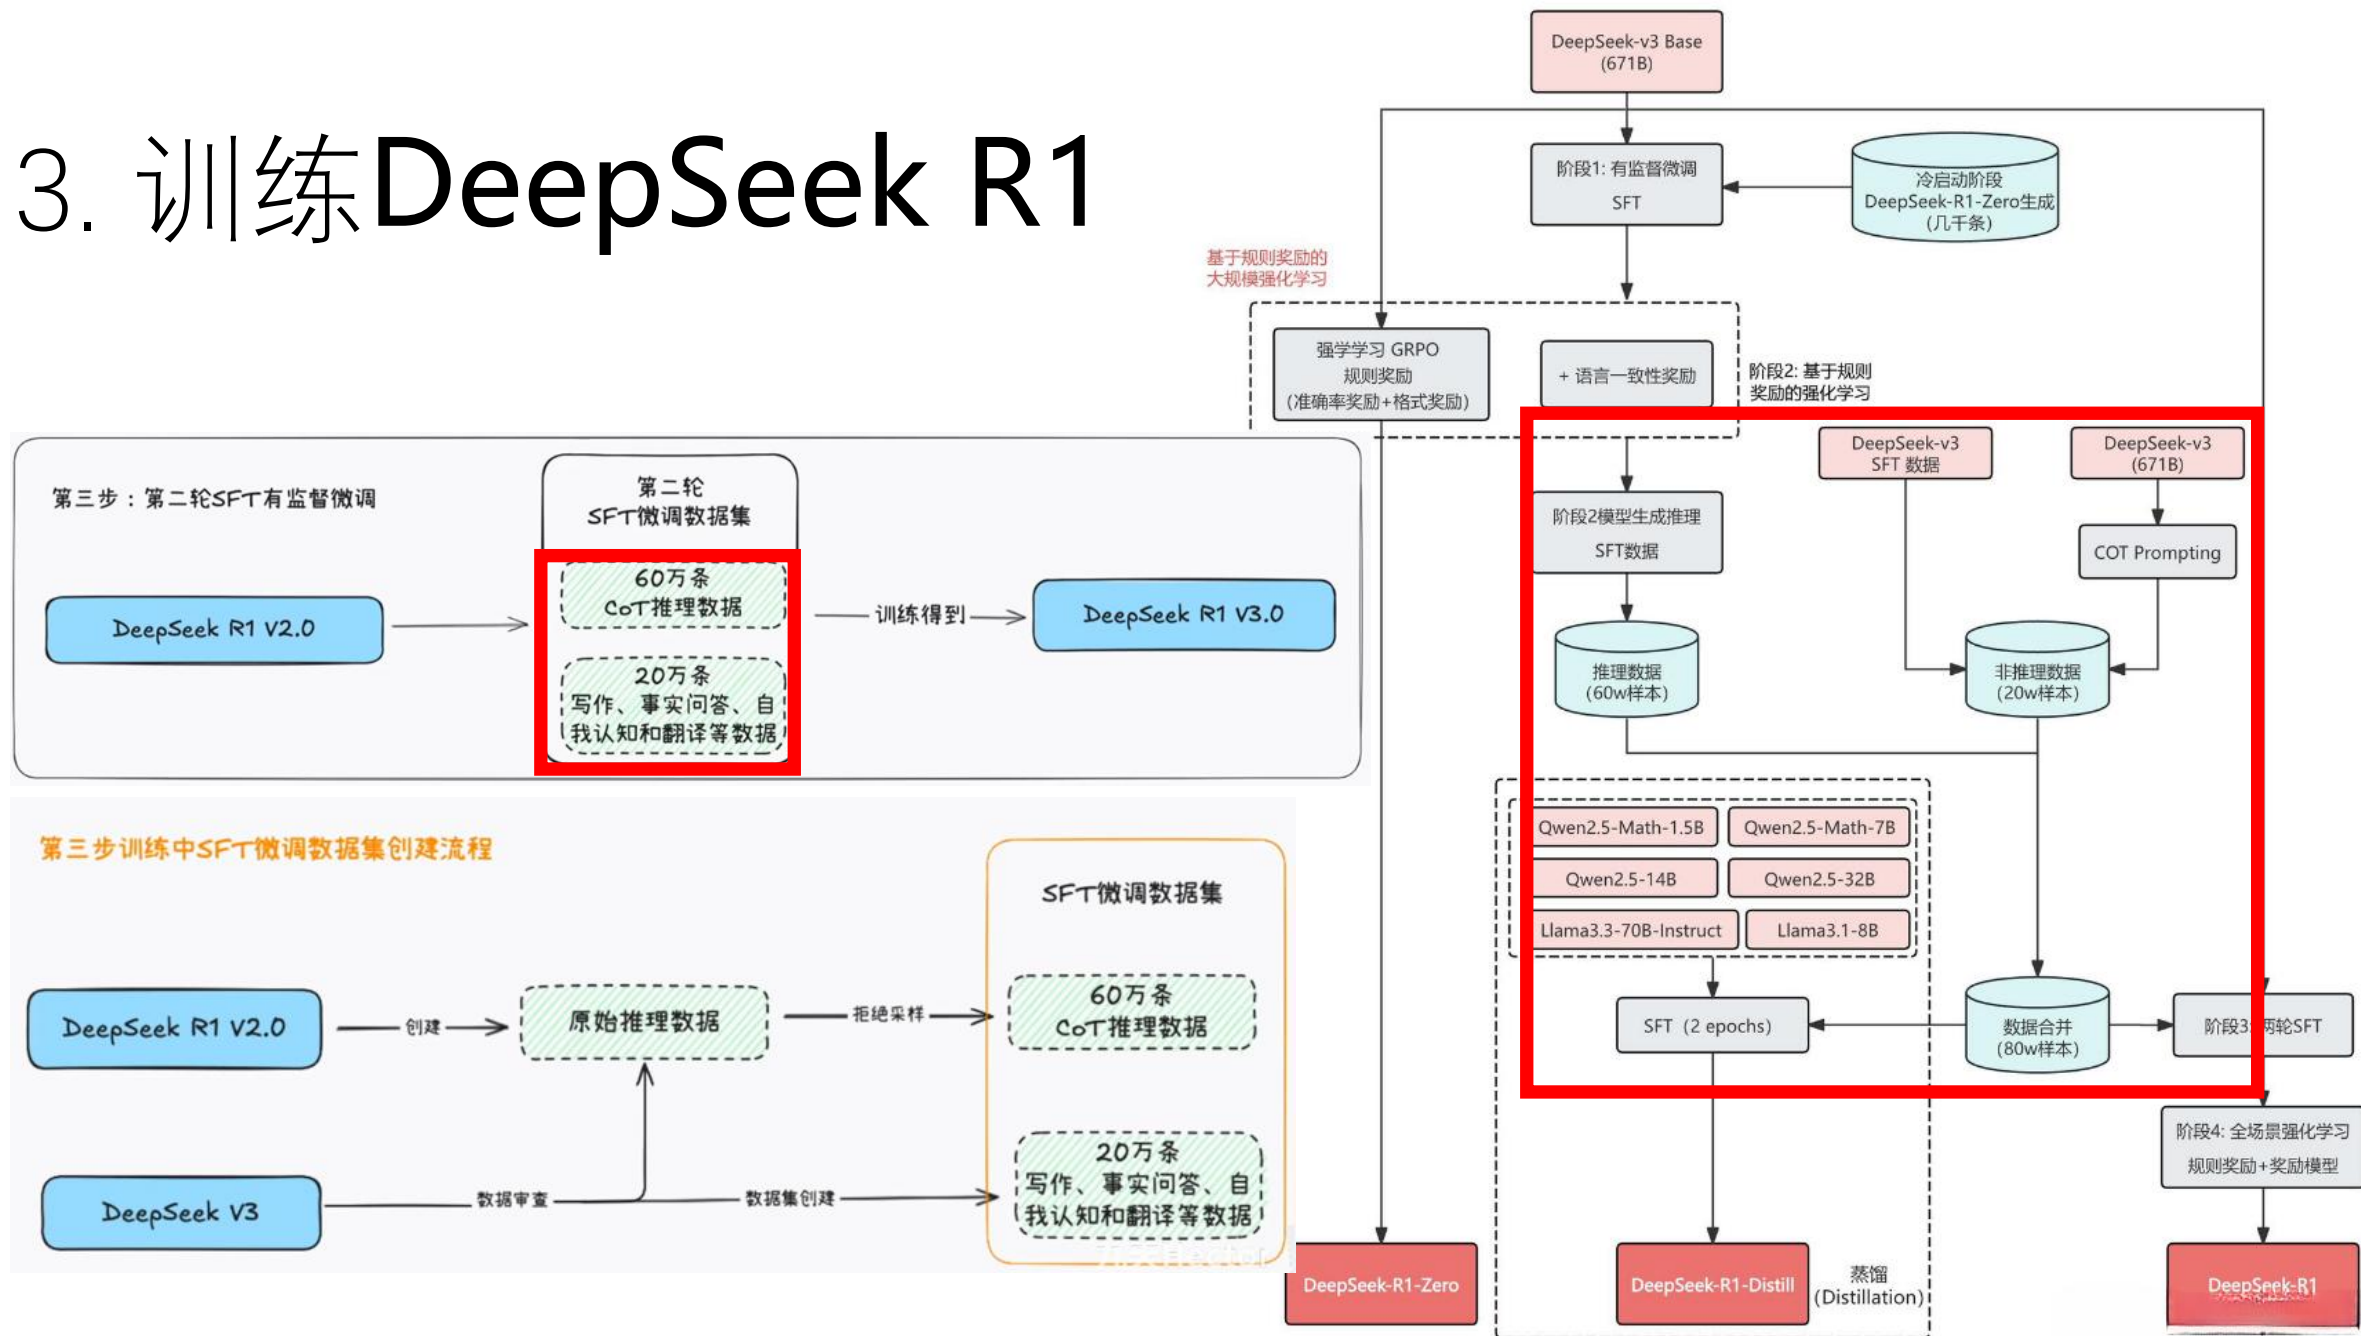 3. 训练DeepSeek R1
第三步：第二轮SFT有监督微调
第二轮
SFT微调数据集
DeepSeek R1 V2.0
60万条
CoT推理数据
20万条
写作、事实问答、自
我认知和翻译等数据
训练得到
DeepSeek R1 V3.0
第三步训练中SFT微调数据集创建流程
DeepSeek R1 V2.0
创建
原始推理数据
拒绝采样
SFT微调数据集
60万条
CoT推理数据
DeepSeek V3
数据审查
数据集创建
20万条
写作、事实问答、自
我认知和翻译等数据
DeepSeek-v3 Base
(671B)
阶段1: 有监督微调
SFT
冷启动阶段
DeepSeek-R1-Zero生成
(几千条)
基于规则奖励的
大规模强化学习
强学学习 GRPO
规则奖励
(准确率奖励+格式奖励)
+ 语言一致性奖励
阶段2: 基于规则
奖励的强化学习
DeepSeek-v3
SFT 数据
DeepSeek-v3
(671B)
阶段2模型生成推理
SFT数据
COT Prompting
推理数据
(60w样本)
非推理数据
(20w样本)
Qwen2.5-Math-1.5B
Qwen2.5-Math-7B
Qwen2.5-14B
Qwen2.5-32B
Llama3.3-70B-Instruct
Llama3.1-8B
SFT (2 epochs)
数据合并
(80w样本)
阶段3: 两轮SFT
阶段4: 全场景强化学习
规则奖励+奖励模型
DeepSeek-R1-Zero
DeepSeek-R1-Distill
蒸馏
(Distillation)
DeepSeek-R1